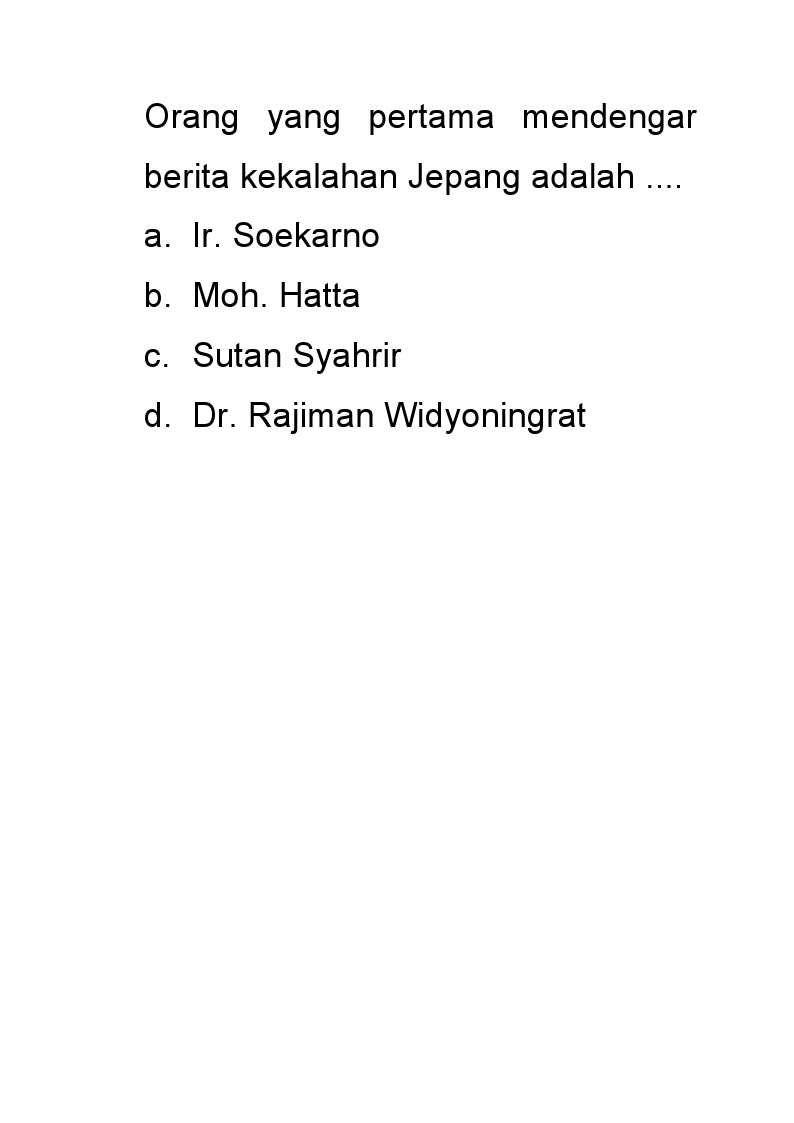 Orang yang pertama mendengar
berita kekalahan Jepang adalah ....
a. Ir. Soekarno
b. Moh. Hatta
c. Sutan Syahrir
d. Dr. Rajiman Widyoningrat